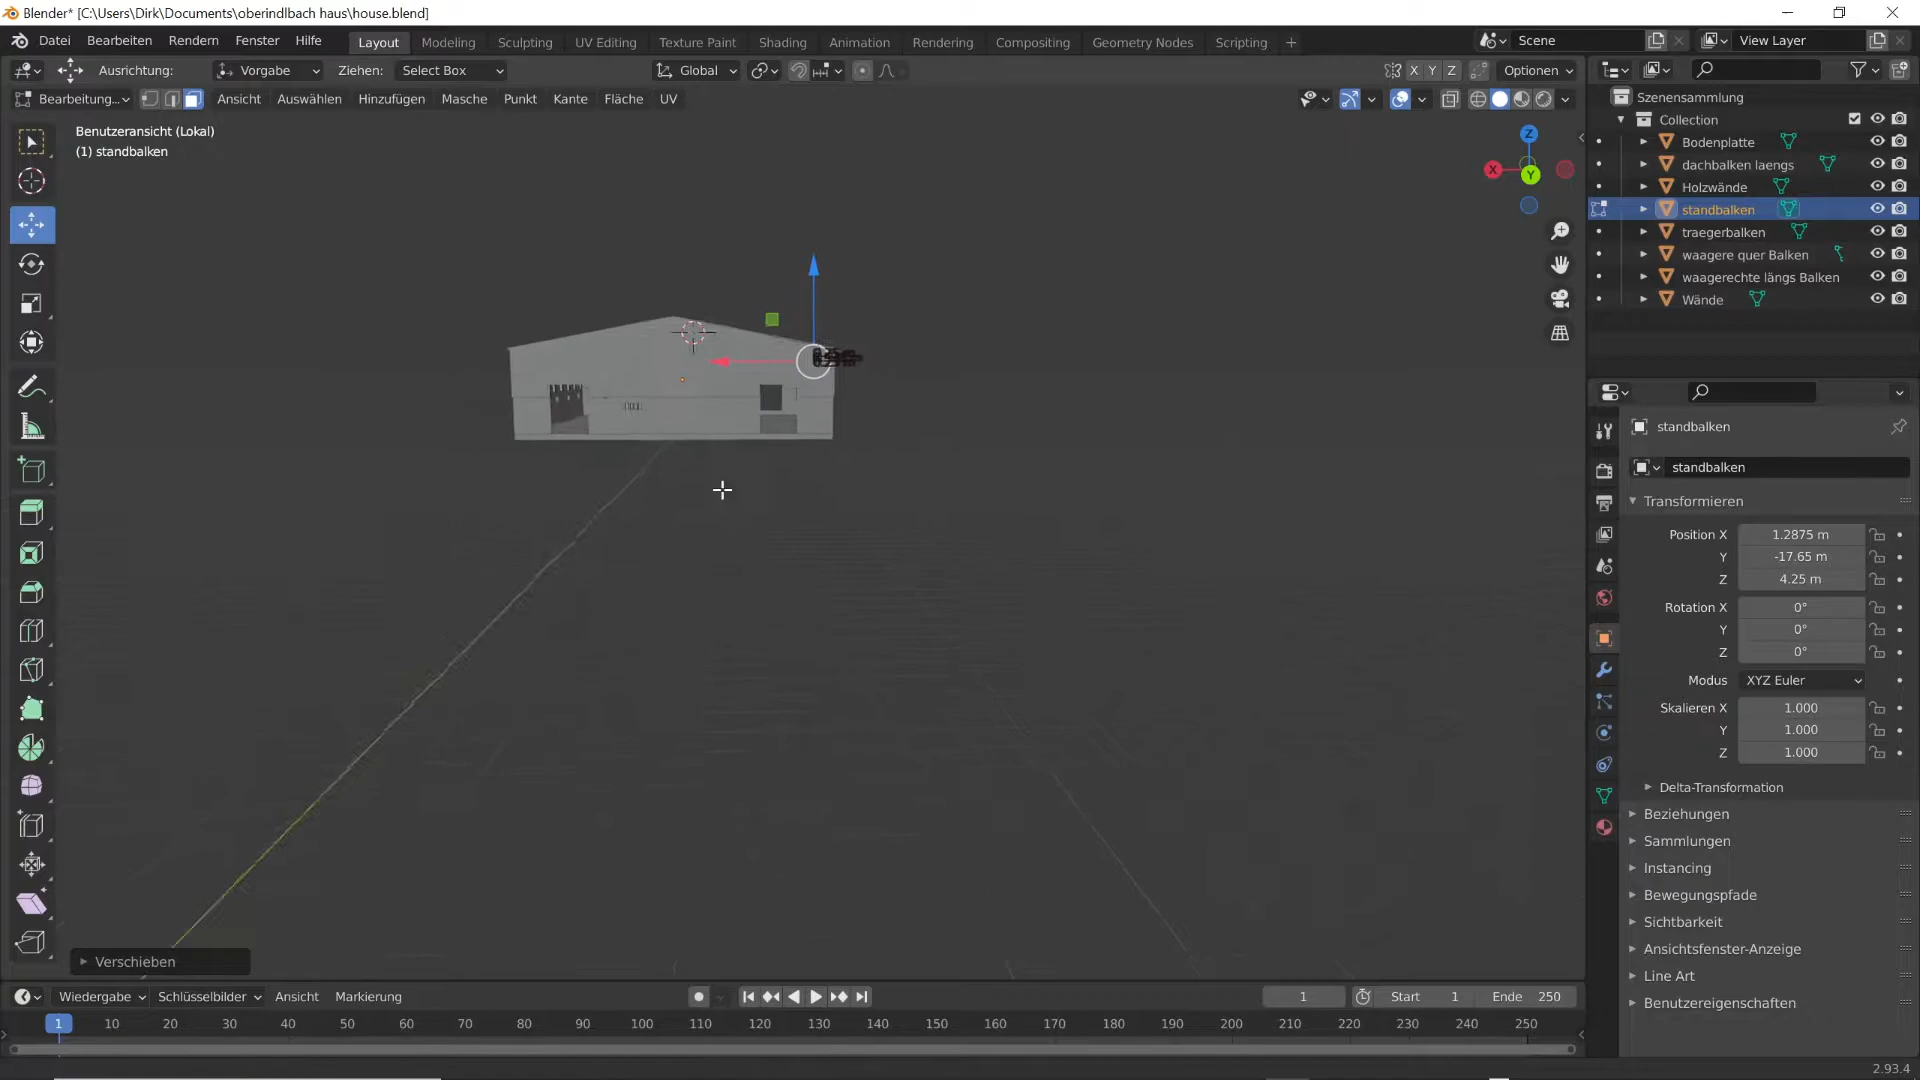 Blender* [C:\Users\Dirk\Documents\oberindlbach haus\house.blend]
Datei Bearbeiten Rendern Fenster Hilfe Layout Modeling Sculpting UV Editing Texture Paint Shading Animation Rendering Compositing Geometry Nodes Scripting + Scene View Layer
Ausrichtung: Vorgabe Ziehen: Select Box Global X Y Z Optionen
Bearbeitung... Ansicht Auswählen Hinzufügen Masche Punkt Kante Fläche UV
Benutzeransicht (Lokal)
(1) standbalken
Z
X
Y
Szenensammlung
Collection
Bodenplatte
dachbalken laengs
Holzwände
standbalken
traegerbalken
waagere quer Balken
waagerechte längs Balken
Wände
standbalken
standbalken
Transformieren
Position X 1.2875 m
Y -17.65 m
Z 4.25 m
Rotation X 0°
Y 0°
Z 0°
Modus XYZ Euler
Skalieren X 1.000
Y 1.000
Z 1.000
Delta-Transformation
Beziehungen
Sammlungen
Instancing
Bewegungspfade
Sichtbarkeit
Ansichtsfenster-Anzeige
Line Art
Benutzereigenschaften
Verschieben
Wiedergabe Schlüsselbilder Ansicht Markierung 1 Start 1 Ende 250
1 10 20 30 40 50 60 70 80 90 100 110 120 130 140 150 160 170 180 190 200 210 220 230 240 250
2.93.4